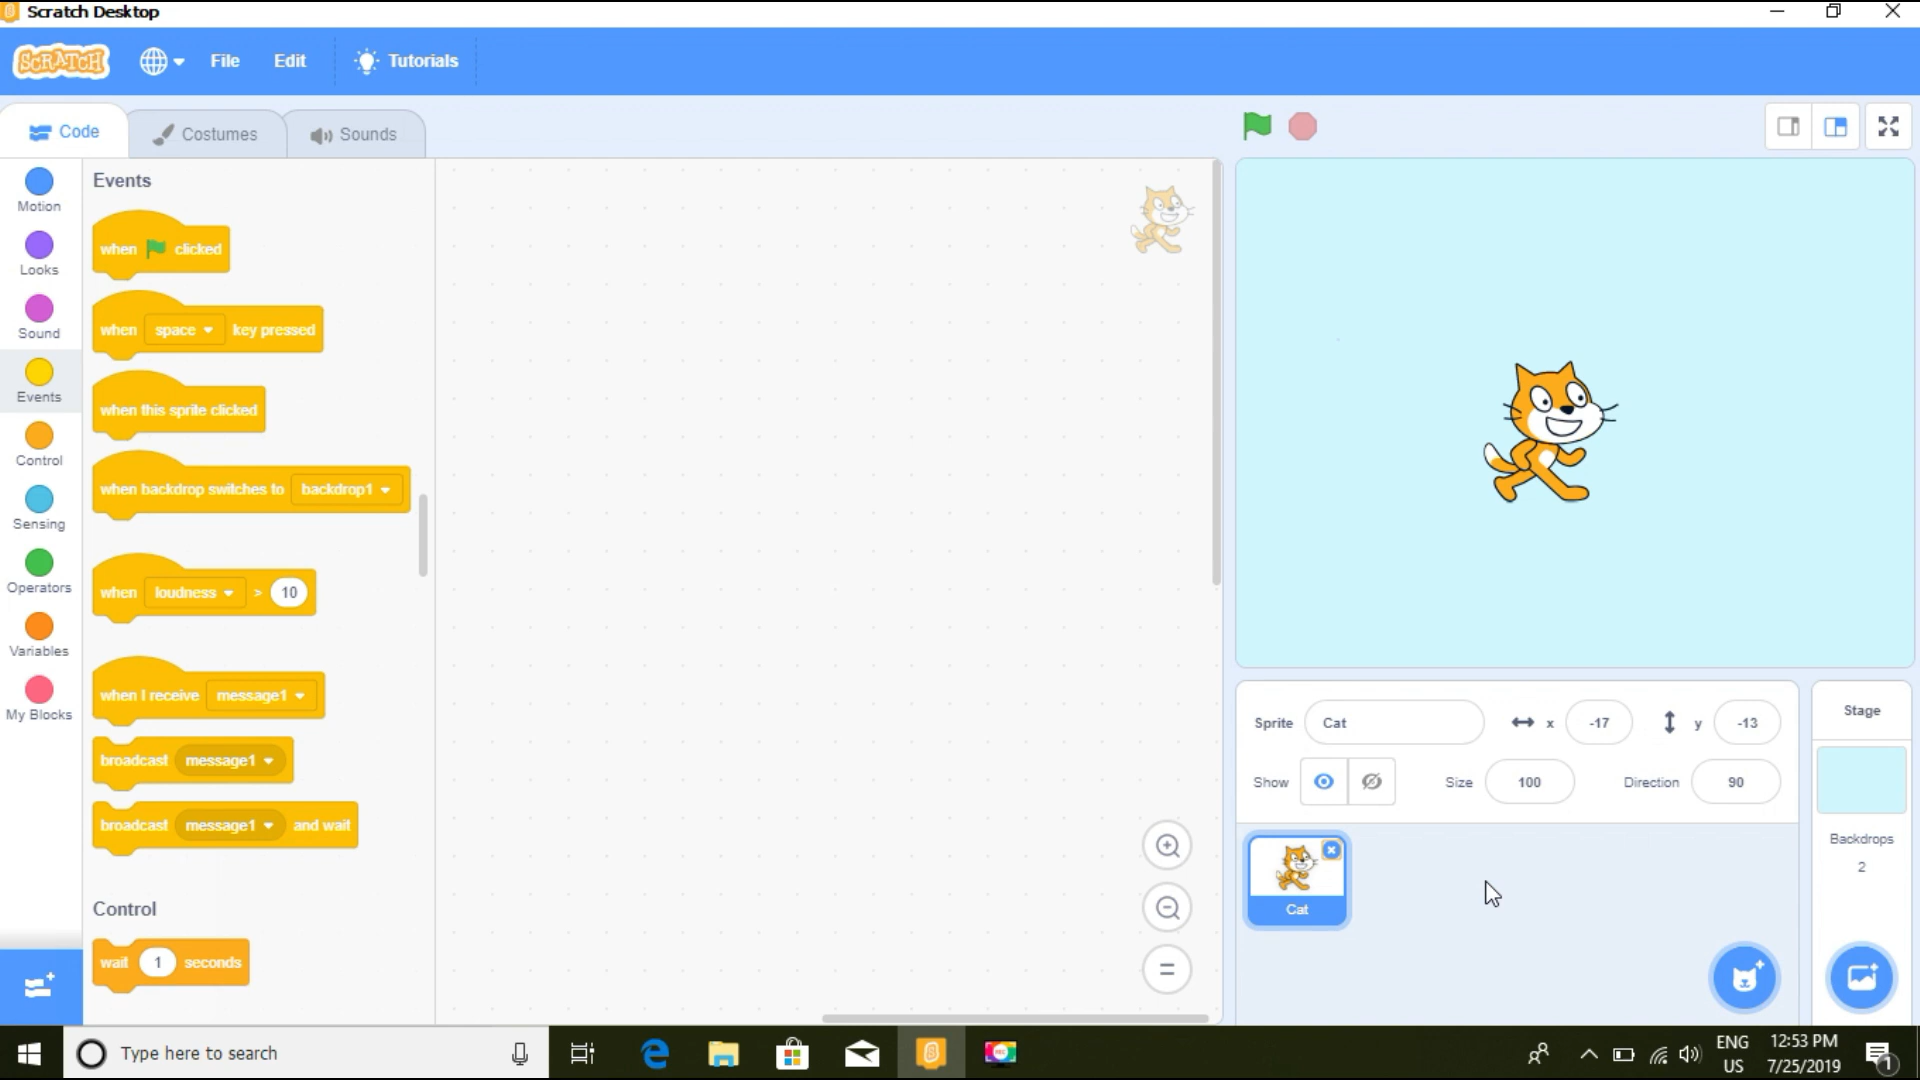 Scratch Desktop
SCRATCH
File
Edit
Tutorials
Code
Costumes
Sounds
Motion
Looks
Sound
Events
Control
Sensing
Operators
Variables
My Blocks
Events
when clicked
when space key pressed
when this sprite clicked
when backdrop switches to backdrop1
when loudness > 10
when I receive message1
broadcast message1
broadcast message1 and wait
Control
wait 1 seconds
Sprite Cat x -17 y -13
Show Size 100 Direction 90
Cat
Stage
Backdrops
2
Type here to search
ENG
US
12:53 PM
7/25/2019
1